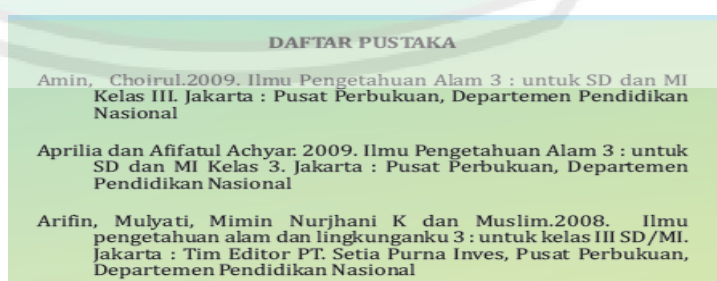 DAFTAR PUSTAKA
Amin, Choirul.2009. Ilmu Pengetahuan Alam 3 : untuk SD dan MI
Kelas III. Jakarta : Pusat Perbukuan, Departemen Pendidikan
Nasional
Aprilia dan Afifatul Achyar. 2009. Ilmu Pengetahuan Alam 3 : untuk
SD dan MI Kelas 3. Jakarta : Pusat Perbukuan, Departemen
Pendidikan Nasional
Arifin, Mulyati, Mimin Nurjhani K dan Muslim.2008. Ilmu
pengetahuan alam dan lingkunganku 3 : untuk kelas III SD/MI.
Jakarta : Tim Editor PT. Setia Purna Inves, Pusat Perbukuan,
Departemen Pendidikan Nasional